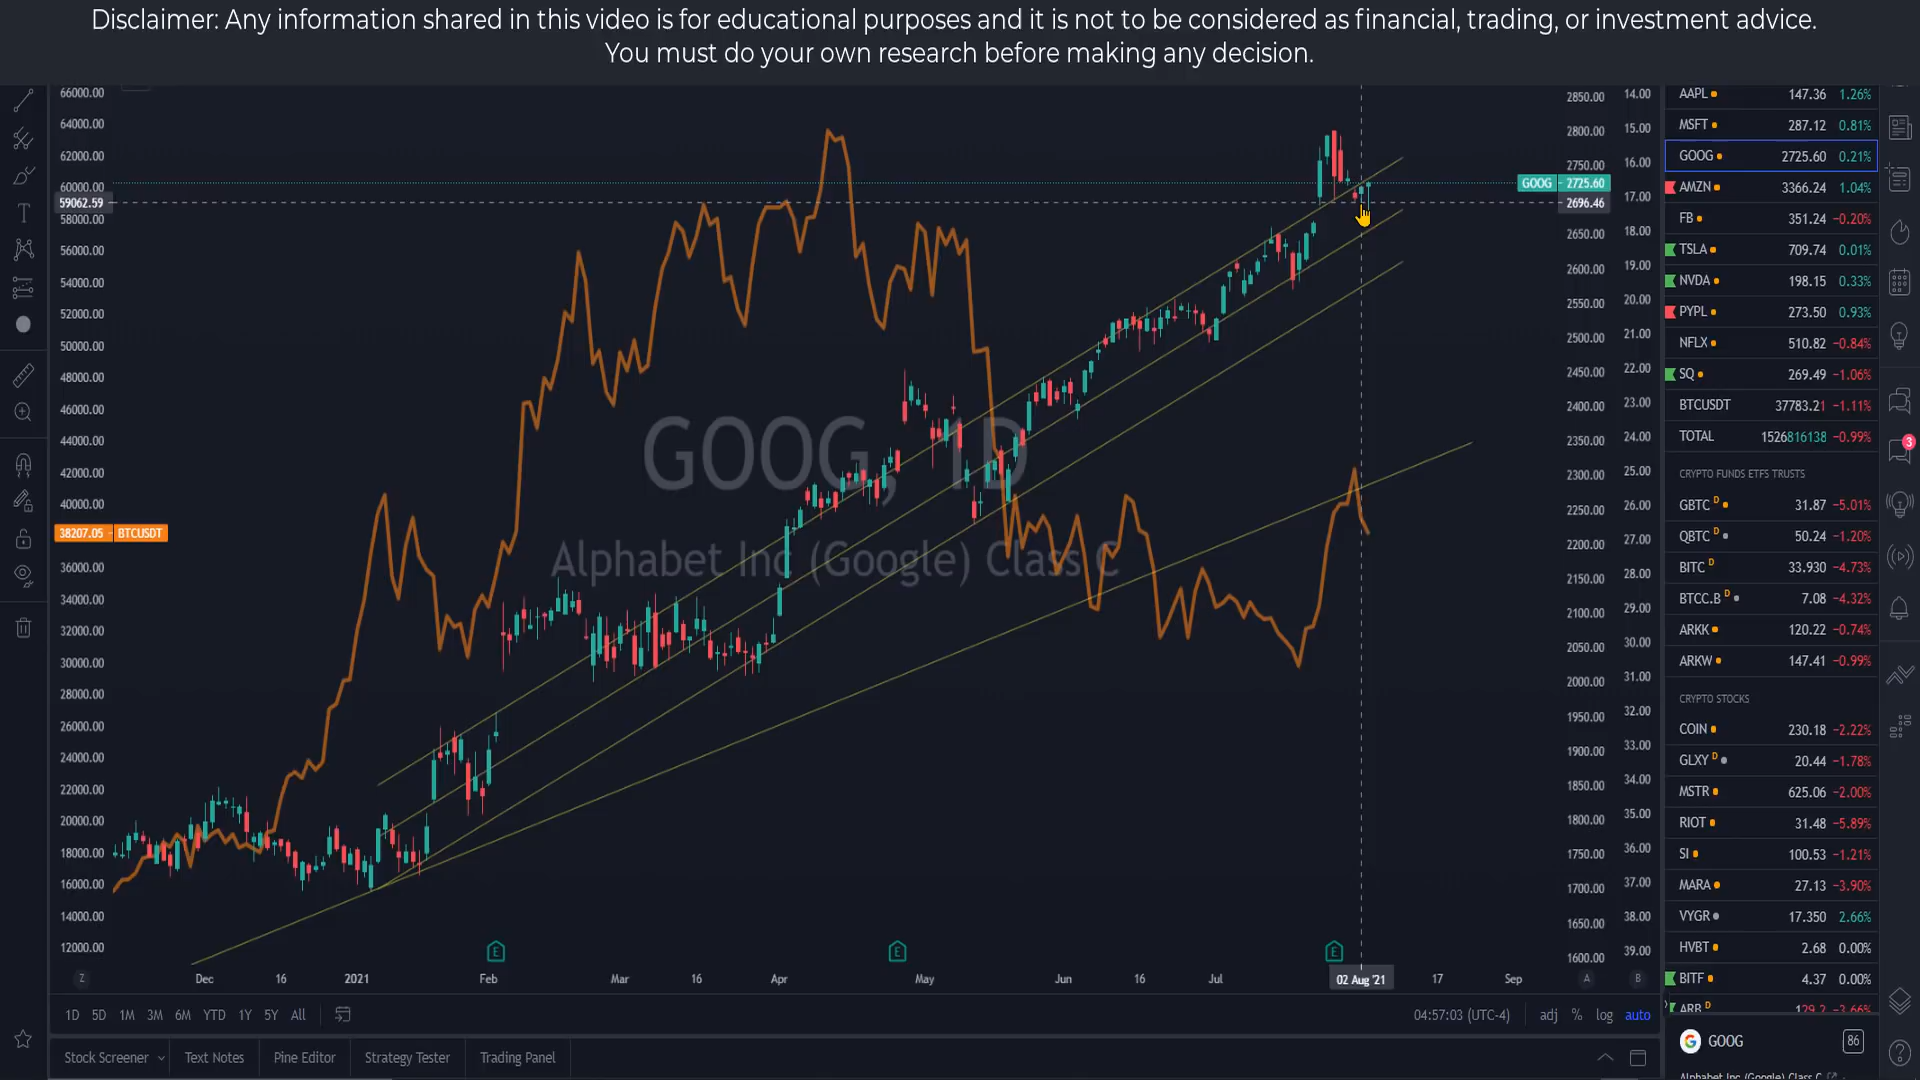 Disclaimer: Any information shared in this video is for educational purposes and it is not to be considered as financial, trading, or investment advice.
You must do your own research before making any decision.
66000.00
64000.00
62000.00
60000.00
59062.59
58000.00
56000.00
54000.00
52000.00
50000.00
48000.00
46000.00
44000.00
42000.00
40000.00
38207.05 BTCUSDT
36000.00
34000.00
32000.00
30000.00
28000.00
26000.00
24000.00
22000.00
20000.00
18000.00
16000.00
14000.00
12000.00
GOOG, 1D
Alphabet Inc (Google) Class C
2850.00
2800.00
2750.00
GOOG 2725.60
2696.46
2650.00
2600.00
2550.00
2500.00
2450.00
2400.00
2350.00
2300.00
2250.00
2200.00
2150.00
2100.00
2050.00
2000.00
1950.00
1900.00
1850.00
1800.00
1750.00
1700.00
1650.00
1600.00
14.00
15.00
16.00
17.00
18.00
19.00
20.00
21.00
22.00
23.00
24.00
25.00
26.00
27.00
28.00
29.00
30.00
31.00
32.00
33.00
34.00
35.00
36.00
37.00
38.00
39.00
E E E
Z Dec 16 2021 Feb Mar 16 Apr May Jun 16 Jul 02 Aug '21 17 Sep A B
1D 5D 1M 3M 6M YTD 1Y 5Y All 04:57:03 (UTC-4) adj % log auto
Stock Screener Text Notes Pine Editor Strategy Tester Trading Panel
AAPL 147.36 1.26%
MSFT 287.12 0.81%
GOOG 2725.60 0.21%
AMZN 3366.24 1.04%
FB 351.24 −0.20%
TSLA 709.74 0.01%
NVDA 198.15 0.33%
PYPL 273.50 0.93%
NFLX 510.82 −0.84%
SQ 269.49 −1.06%
BTCUSDT 37783.21 −1.11%
TOTAL 1526816138 −0.99%
CRYPTO FUNDS ETFS TRUSTS
GBTC D 31.87 −5.01%
QBTC D 50.24 −1.20%
BITC D 33.930 −4.73%
BTCC.B D 7.08 −4.32%
ARKK 120.22 −0.74%
ARKW 147.41 −0.99%
CRYPTO STOCKS
COIN 230.18 −2.22%
GLXY D 20.44 −1.78%
MSTR 625.06 −2.00%
RIOT 31.48 −5.89%
SI 100.53 −1.21%
MARA 27.13 −3.90%
VYGR 17.350 2.66%
HVBT 2.68 0.00%
BITF 4.37 0.00%
ARB D 129.2 −3.66%
GOOG 86
Alphabet Inc (Google) Class C
3